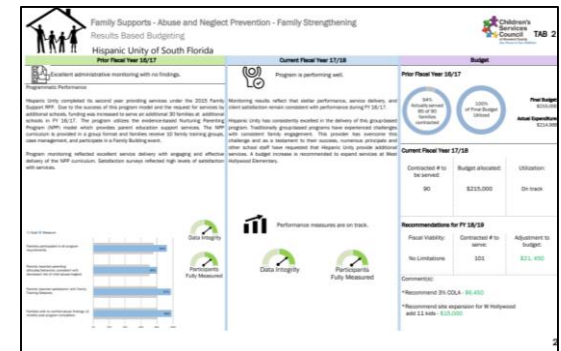 Family Supports - Abuse and Neglect Prevention - Family Strengthening
Results Based Budgeting
Hispanic Unity of South Florida
Children's
Services
Council
TAB 2
Prior Fiscal Year 16/17
Current Fiscal Year 17/18
Budget
Excellent administrative monitoring with no findings.
Programmatic Performance
Hispanic Unity completed its second year providing services under the 2015 Family
Support RFP. Due to the success of this program model and the request for services by
additional schools, funding was increased to serve an additional 30 families at additional
schools in FY 16/17. The program utilizes the evidence-based Nurturing Parenting
Program (NPP) model which provides parent education support services. The NPP
curriculum is provided in a group format and families receive 10 family training groups,
case management, and participate in a Family Building event.
Program monitoring reflected excellent service delivery with engaging and effective
delivery of the NPP curriculum. Satisfaction surveys reflected high levels of satisfaction
with services.
Data Integrity
Participants
Fully Measured
Program is performing well.
Monitoring results reflect that stellar performance, service delivery, and
client satisfaction remain consistent with performance during FY 16/17.
Hispanic Unity has consistently excelled in the delivery of this group-based
program. Traditionally group-based programs have experienced challenges
with consistent family engagement. This provider has overcome this
challenge and as a testament to their success, numerous principals and
other school staff have requested that Hispanic Unity provide additional
services. A budget increase is recommended to expand services at West
Hollywood Elementary.
Performance measures are on track.
Data Integrity
Participants
Fully Measured
Prior Fiscal Year 16/17
Actually served
families
contracted
100%
of Final Budget
Utilized
Final Budget
Actual Expenditure
Current Fiscal Year 17/18
Contracted # to
be served:
Budget allocated:
Utilization:
90
$215,000
On track
Recommendations for FY 18/19
Fiscal Viability:
Contracted # to
serve:
Adjustment to
budget:
No Limitations
101
$21,450
Comment(s):
*Recommend 3% COLA - $6,450
*Recommend site expansion for W Hollywood
add 11 kids - $15,000
2